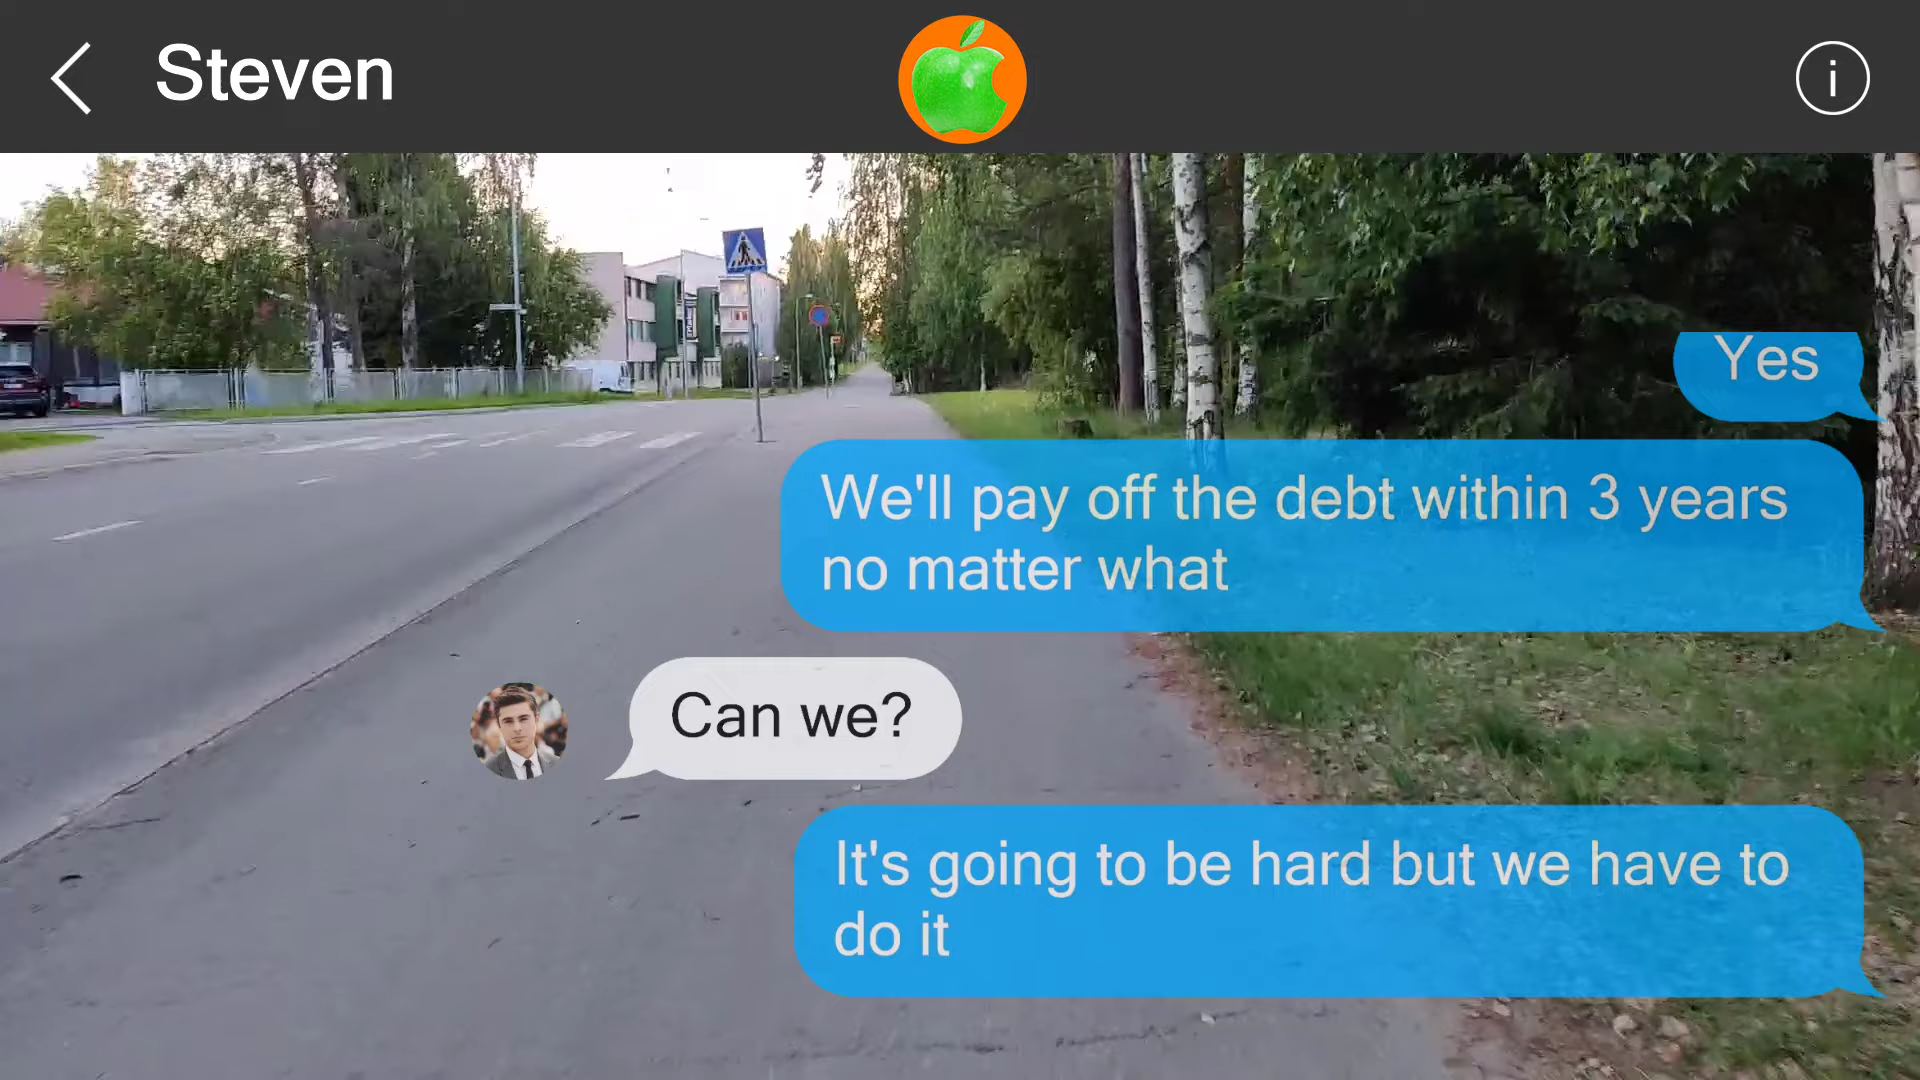 Steven
Yes
We'll pay off the debt within 3 years
no matter what
Can we?
It's going to be hard but we have to
do it